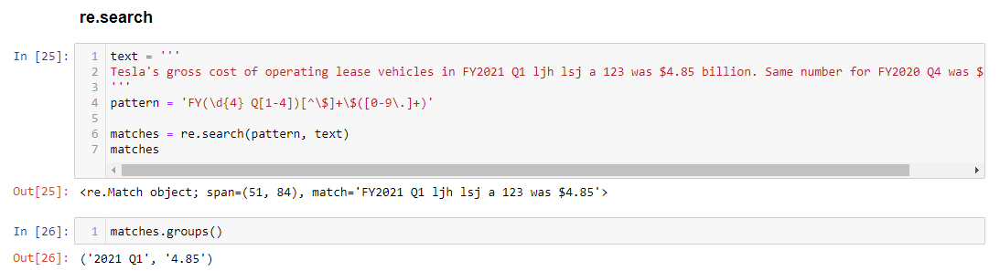 re.search
In [25]:
1 text = '''
2 Tesla's gross cost of operating lease vehicles in FY2021 Q1 ljh lsj a 123 was $4.85 billion. Same number for FY2020 Q4 was $
3 '''
4 pattern = 'FY(\d{4} Q[1-4])[^\$]+\$([0-9\.]+)'
5
6 matches = re.search(pattern, text)
7 matches
Out[25]: <re.Match object; span=(51, 84), match='FY2021 Q1 ljh lsj a 123 was $4.85'>
In [26]: 1 matches.groups()
Out[26]: ('2021 Q1', '4.85')